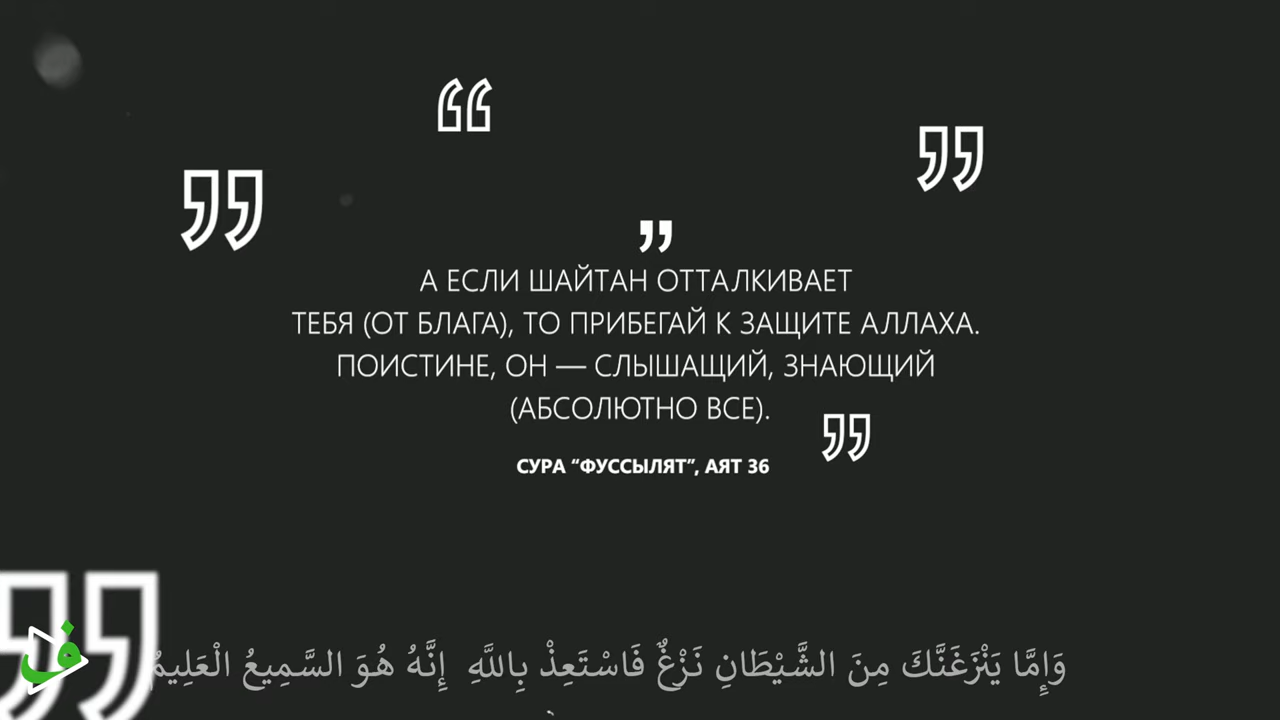 А ЕСЛИ ШАЙТАН ОТТАЛКИВАЕТ
ТЕБЯ (ОТ БЛАГА), ТО ПРИБЕГАЙ К ЗАЩИТЕ АЛЛАХА.
ПОИСТИНЕ, ОН — СЛЫШАЩИЙ, ЗНАЮЩИЙ
(АБСОЛЮТНО ВСЕ).
СУРА “ФУССЫЛЯТ”, АЯТ 36
وَإِمَّا يَنْزَغَنَّكَ مِنَ الشَّيْطَانِ نَزْغٌ فَاسْتَعِذْ بِاللَّهِ إِنَّهُ هُوَ السَّمِيعُ الْعَلِيمُ
ف